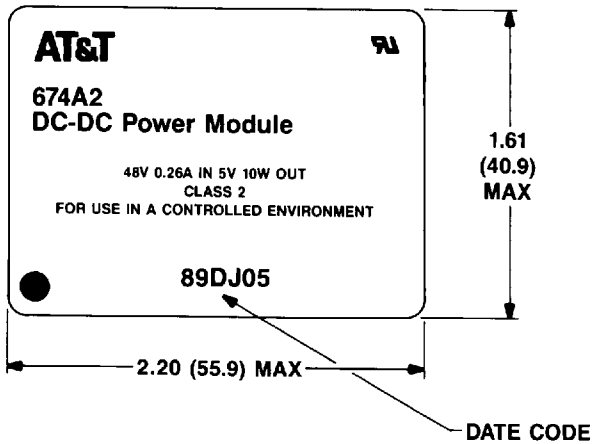 AT&T
674A2
DC-DC Power Module
48V 0.26A IN 5V 10W OUT
CLASS 2
FOR USE IN A CONTROLLED ENVIRONMENT
89DJ05
1.61
(40.9)
MAX
2.20 (55.9) MAX
DATE CODE